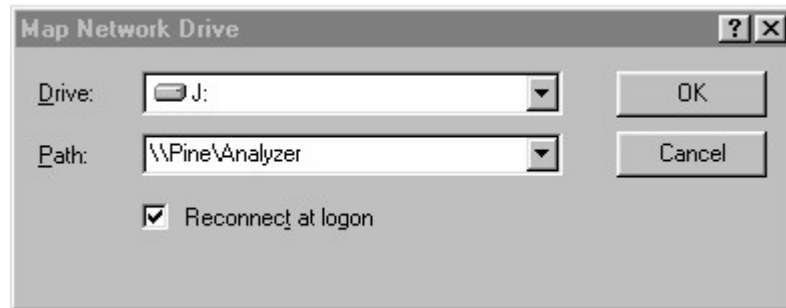 Map Network Drive
Drive: J: OK
Path: \\Pine\Analyzer Cancel
Reconnect at logon